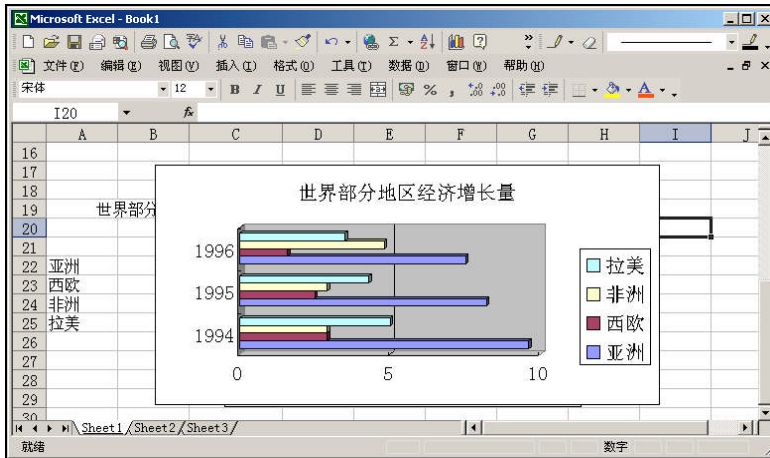 Microsoft Excel - Book1
文件(F) 编辑(E) 视图(V) 插入(I) 格式(O) 工具(T) 数据(D) 窗口(W) 帮助(H)
宋体 12 B I U % ,
I20 fx
A B C D E F G H I J
16
17
18
世界部分地区经济增长量
19 世界部分
20
21
22 亚洲
23 西欧
24 非洲
25 拉美
26
27
28
29
30
1996
1995
1994
0 5 10
拉美
非洲
西欧
亚洲
Sheet1 Sheet2 Sheet3
就绪 数字